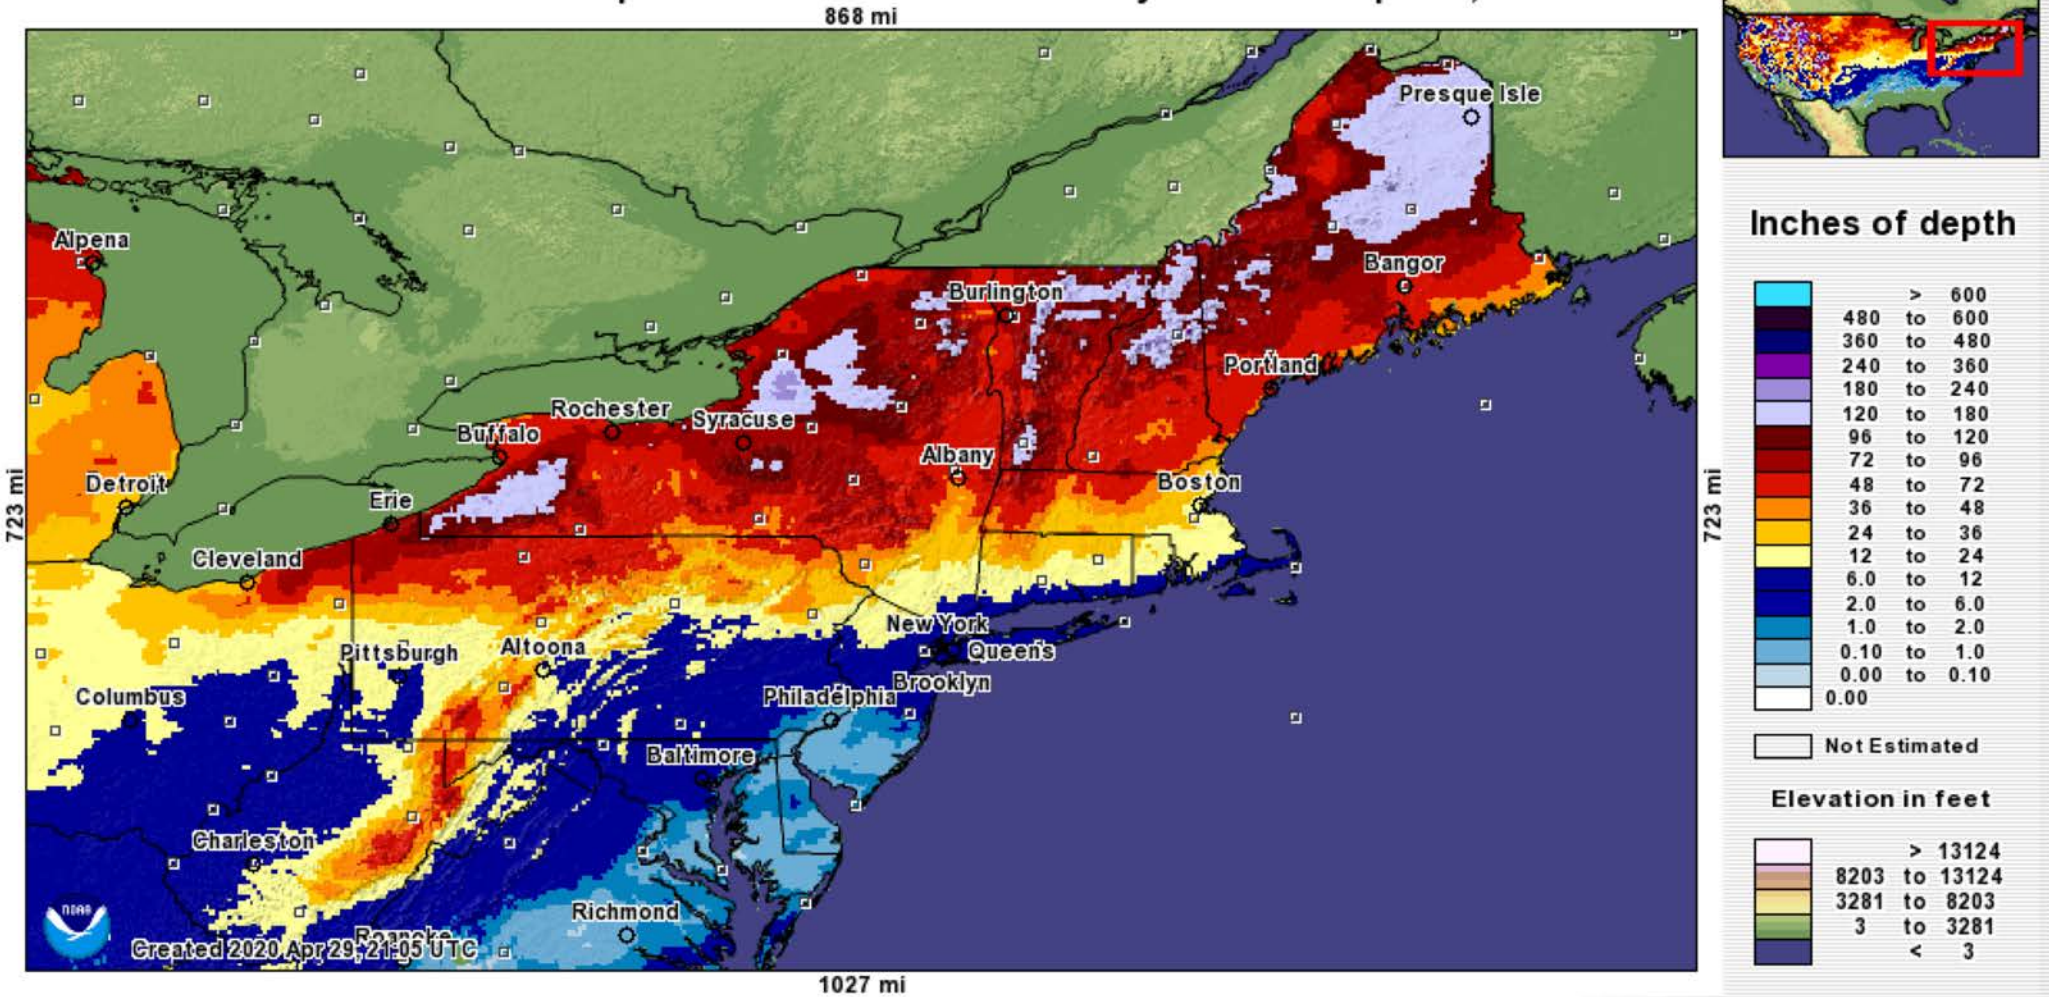 868 mi
Presque Isle
Alpena
Bangor
Burlington
Portland
Rochester
Syracuse
Buffalo
Albany
Detroit
Boston
Erie
Cleveland
New York
Pittsburgh
Altoona
Queens
Brooklyn
Columbus
Philadelphia
Baltimore
Charleston
Richmond
Roanoke
NOAA
Created 2020 Apr 29, 21:05 UTC
723 mi
723 mi
1027 mi
Inches of depth
> 600
480 to 600
360 to 480
240 to 360
180 to 240
120 to 180
96 to 120
72 to 96
48 to 72
36 to 48
24 to 36
12 to 24
6.0 to 12
2.0 to 6.0
1.0 to 2.0
0.10 to 1.0
0.00 to 0.10
0.00
Not Estimated
Elevation in feet
> 13124
8203 to 13124
3281 to 8203
3 to 3281
< 3